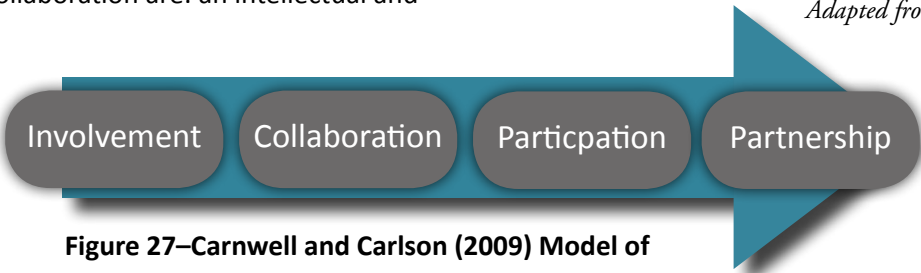 ollaboration are: an intellectual and
Adapted fro
Involvement Collaboration Particpation Partnership
Figure 27–Carnwell and Carlson (2009) Model of